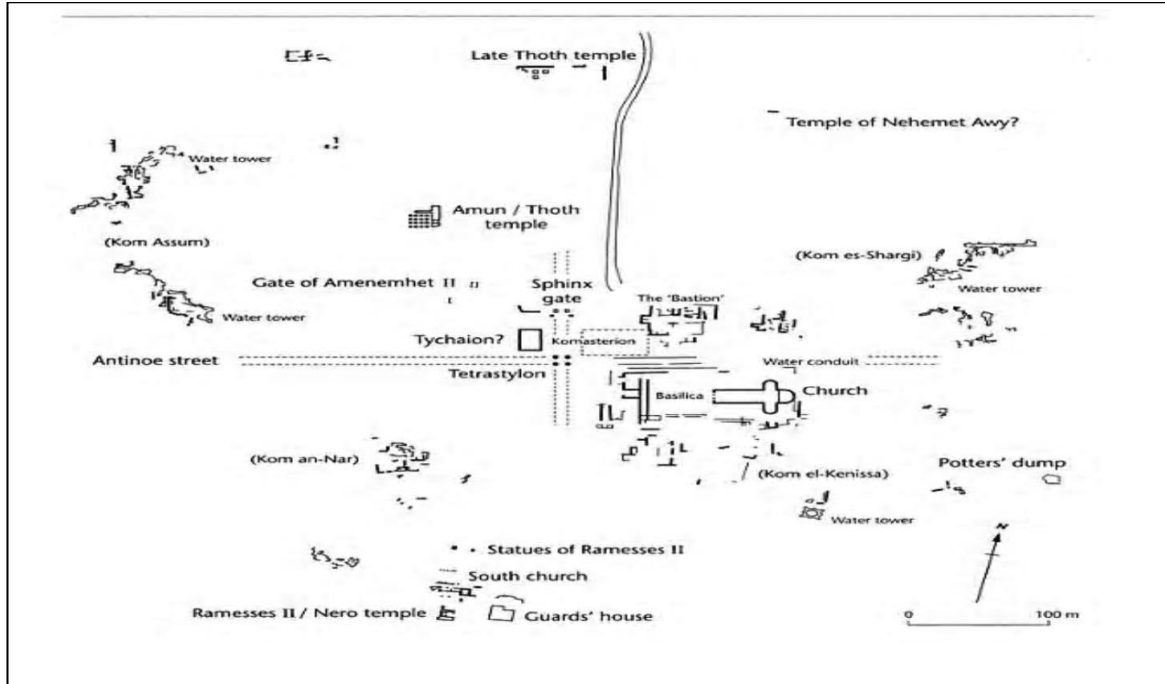 Late Thoth temple
Temple of Nehemet Awy?
Water tower
Amun / Thoth
temple
(Kom Assum)
(Kom es-Shargi)
Gate of Amenemhet II
Sphinx
gate
Water tower
The 'Bastion'
Water tower
Tychaion?
Komasterion
Antinoe street
Water conduit
Tetrastylon
Basilica
Church
(Kom an-Nar)
(Kom el-Kenissa)
Potters' dump
Water tower
N
Statues of Ramesses II
South church
Ramesses II / Nero temple
Guards' house
0
100 m